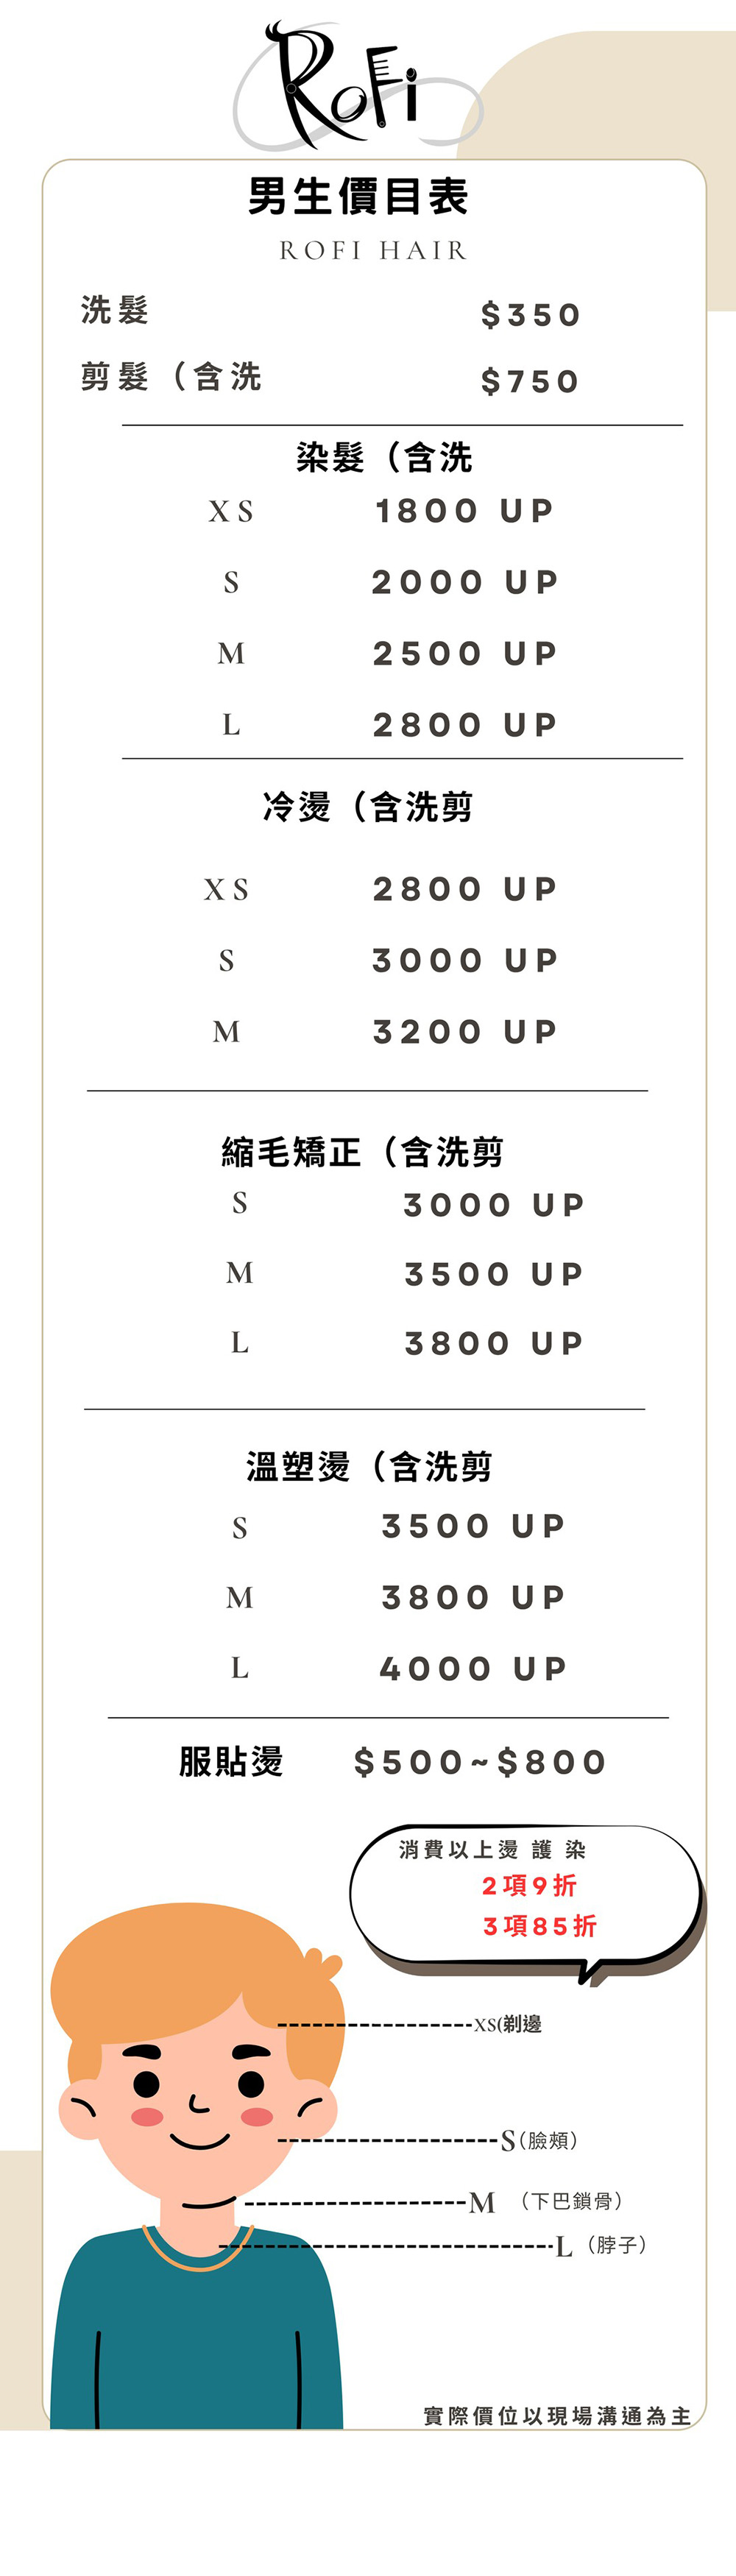 RoFi
男生價目表
ROFI HAIR
洗髮 $350
剪髮（含洗 $750
染髮（含洗
XS 1800 UP
S 2000 UP
M 2500 UP
L 2800 UP
冷燙（含洗剪
XS 2800 UP
S 3000 UP
M 3200 UP
縮毛矯正（含洗剪
S 3000 UP
M 3500 UP
L 3800 UP
溫塑燙（含洗剪
S 3500 UP
M 3800 UP
L 4000 UP
服貼燙 $500~$800
消費以上燙 護 染
2項9折
3項85折
XS(剃邊
S（臉頰）
M （下巴鎖骨）
L （脖子）
實際價位以現場溝通為主